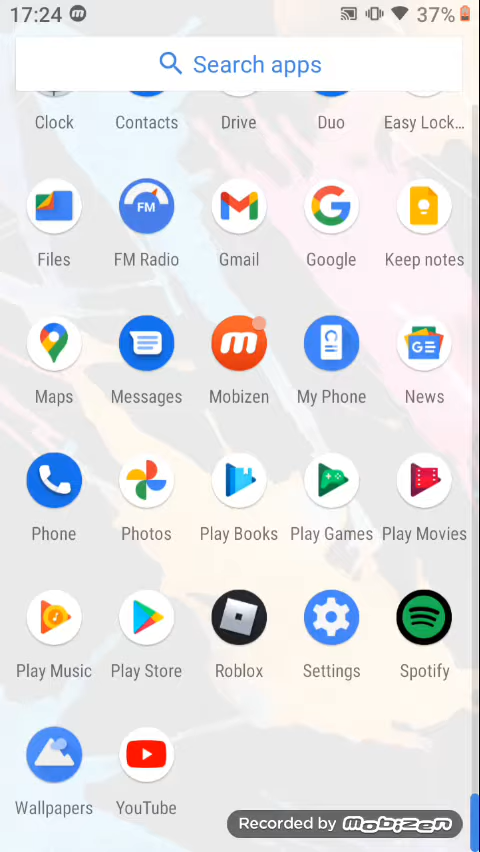 17:24 m 37%
Search apps
Clock Contacts Drive Duo Easy Lock...
FM
Files FM Radio Gmail Google Keep notes
m C GE
Maps Messages Mobizen My Phone News
Phone Photos Play Books Play Games Play Movies
Play Music Play Store Roblox Settings Spotify
Wallpapers YouTube
Recorded by mobizen